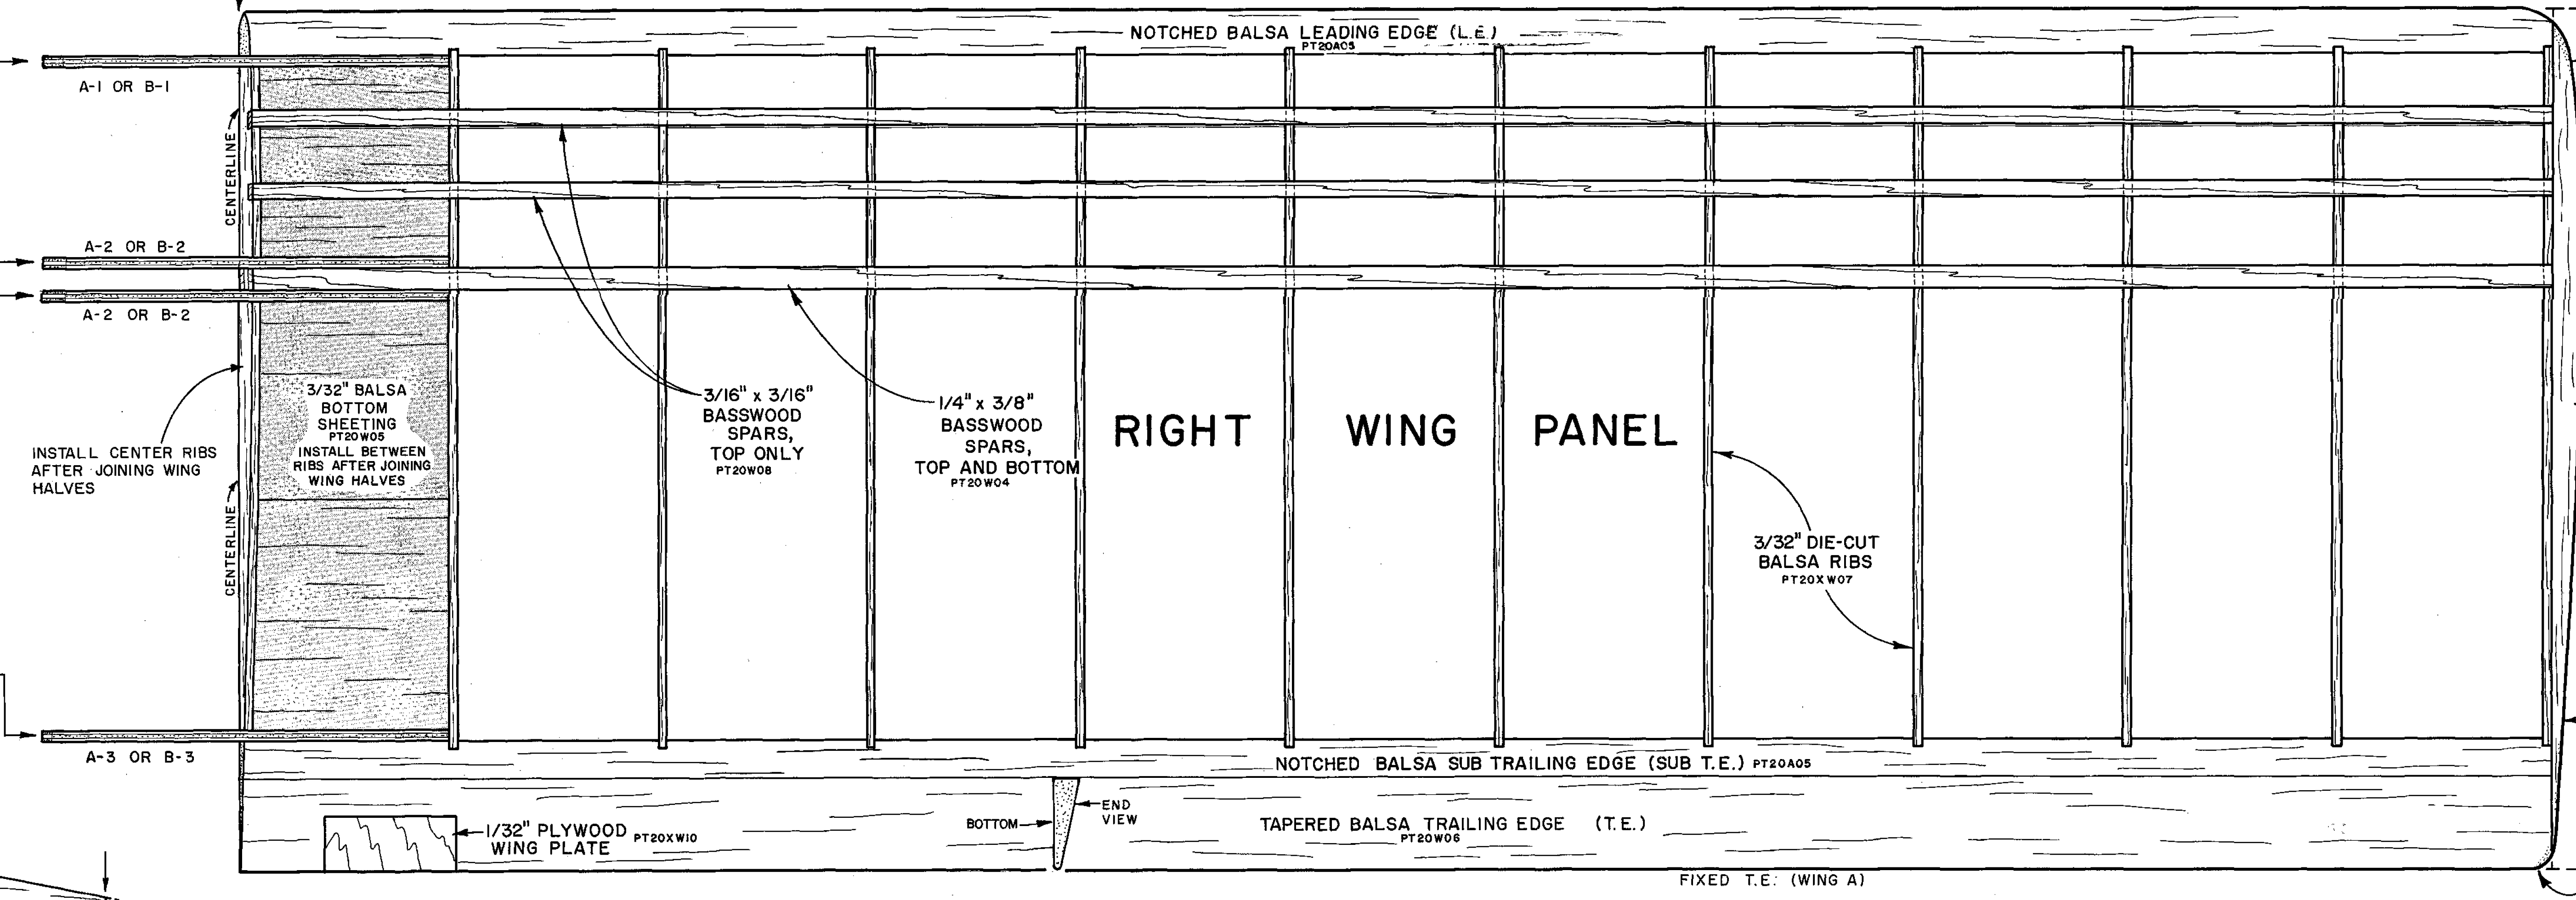 NOTCHED BALSA LEADING EDGE (L.E.)
PT20A05
A-1 OR B-1
CENTERLINE
A-2 OR B-2
A-2 OR B-2
3/32" BALSA
BOTTOM
SHEETING
PT20W05
INSTALL BETWEEN
RIBS AFTER JOINING
WING HALVES
INSTALL CENTER RIBS
AFTER JOINING WING
HALVES
CENTERLINE
3/16" x 3/16"
BASSWOOD
SPARS,
TOP ONLY
PT20W08
1/4" x 3/8"
BASSWOOD
SPARS,
TOP AND BOTTOM
PT20W04
RIGHT WING PANEL
3/32" DIE-CUT
BALSA RIBS
PT20XW07
A-3 OR B-3
NOTCHED BALSA SUB TRAILING EDGE (SUB T.E.) PT20A05
1/32" PLYWOOD PT20XW10
WING PLATE
BOTTOM
END
VIEW
TAPERED BALSA TRAILING EDGE (T.E.)
PT20W06
FIXED T.E. (WING A)